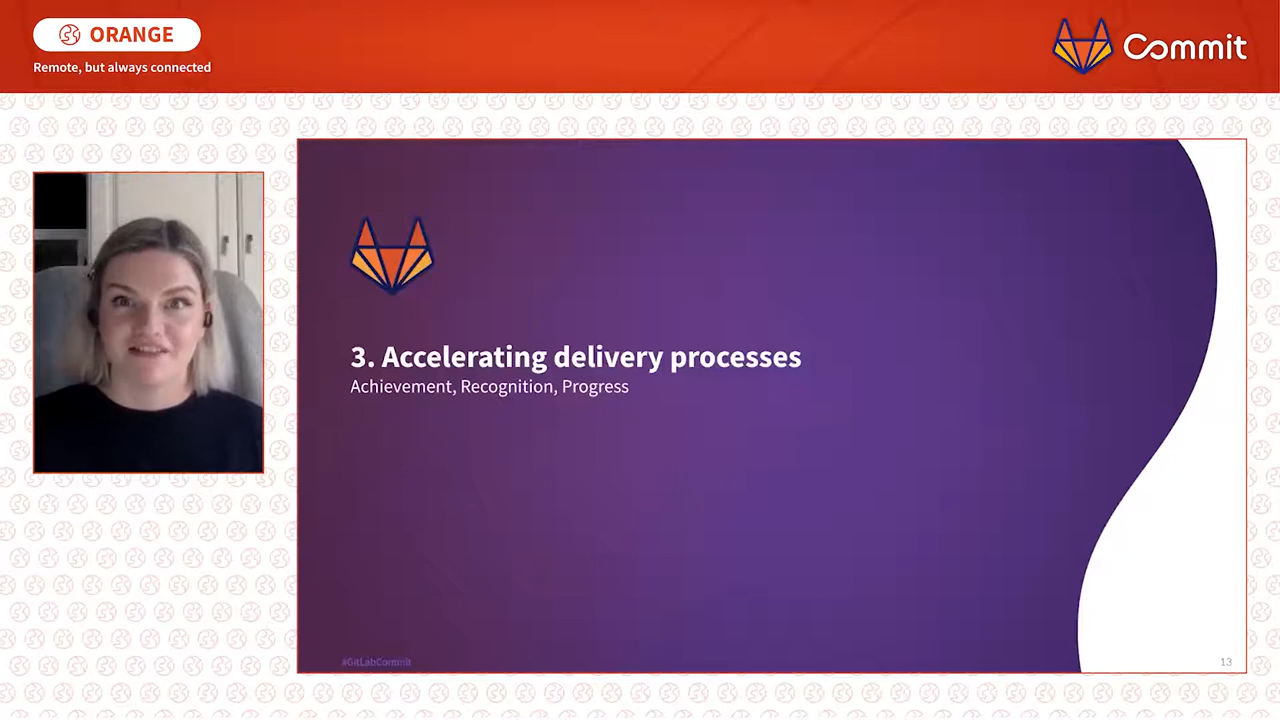 ORANGE
Remote, but always connected
Commit
3. Accelerating delivery processes
Achievement, Recognition, Progress
#GitLabCommit
13